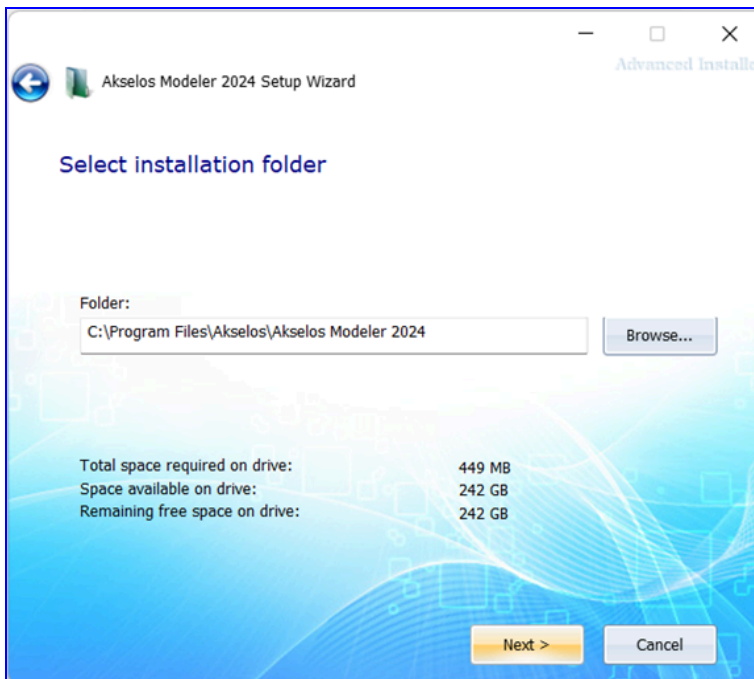 Advanced Installe
Akselos Modeler 2024 Setup Wizard
Select installation folder
Folder:
C:\Program Files\Akselos\Akselos Modeler 2024
Browse...
Total space required on drive: 449 MB
Space available on drive: 242 GB
Remaining free space on drive: 242 GB
Next >
Cancel